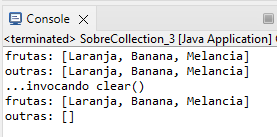 Console
<terminated> SobreCollection_3 [Java Application]
frutas: [Laranja, Banana, Melancia]
outras: [Laranja, Banana, Melancia]
...invocando clear()
frutas: [Laranja, Banana, Melancia]
outras: []